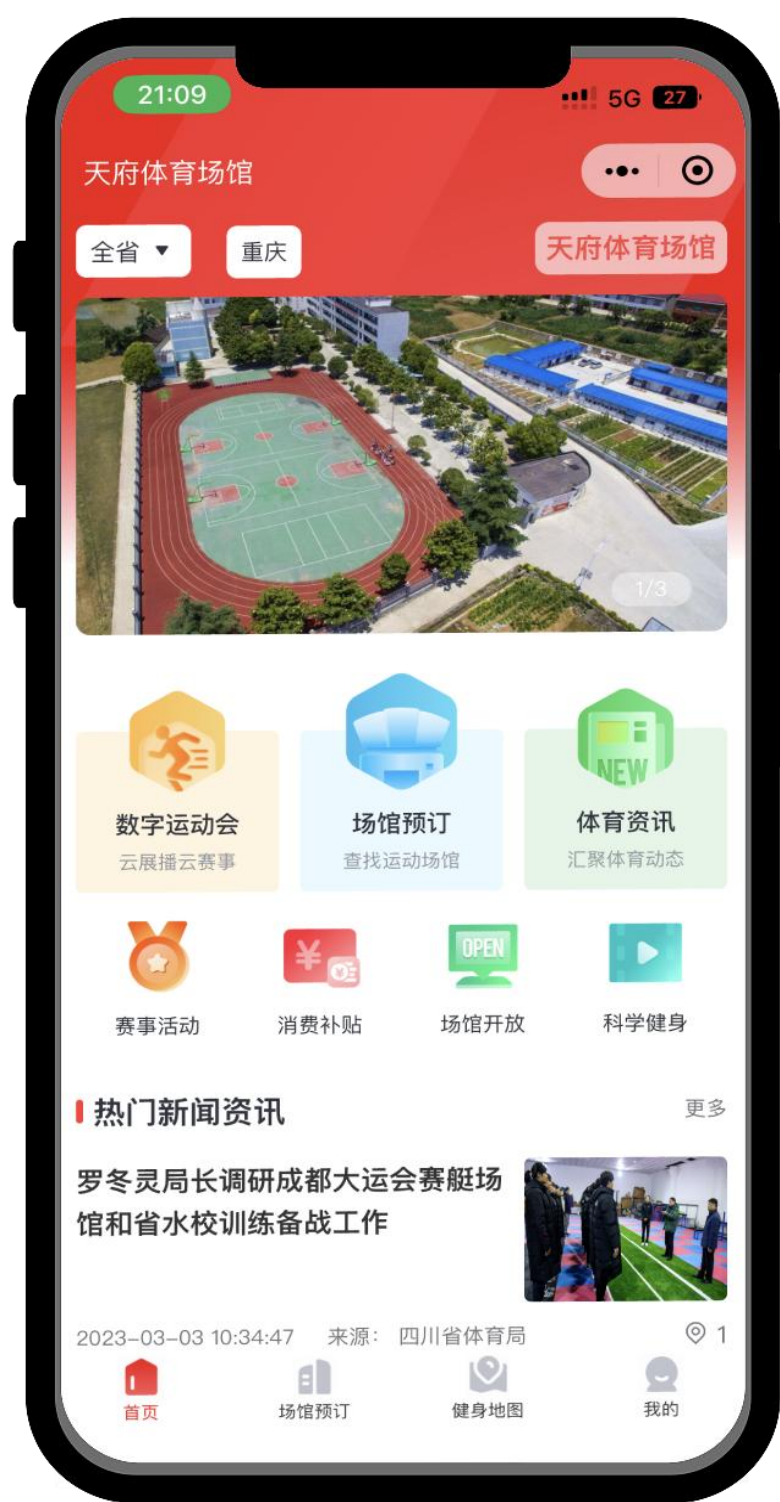 21:09
5G 27
天府体育场馆
全省 ▼ 重庆 天府体育场馆
1/3
NEW
数字运动会 场馆预订 体育资讯
云展播云赛事 查找运动场馆 汇聚体育动态
¥ ¥ OPEN
赛事活动 消费补贴 场馆开放 科学健身
热门新闻资讯 更多
罗冬灵局长调研成都大运会赛艇场
馆和省水校训练备战工作
2023-03-03 10:34:47 来源: 四川省体育局 1
首页 场馆预订 健身地图 我的